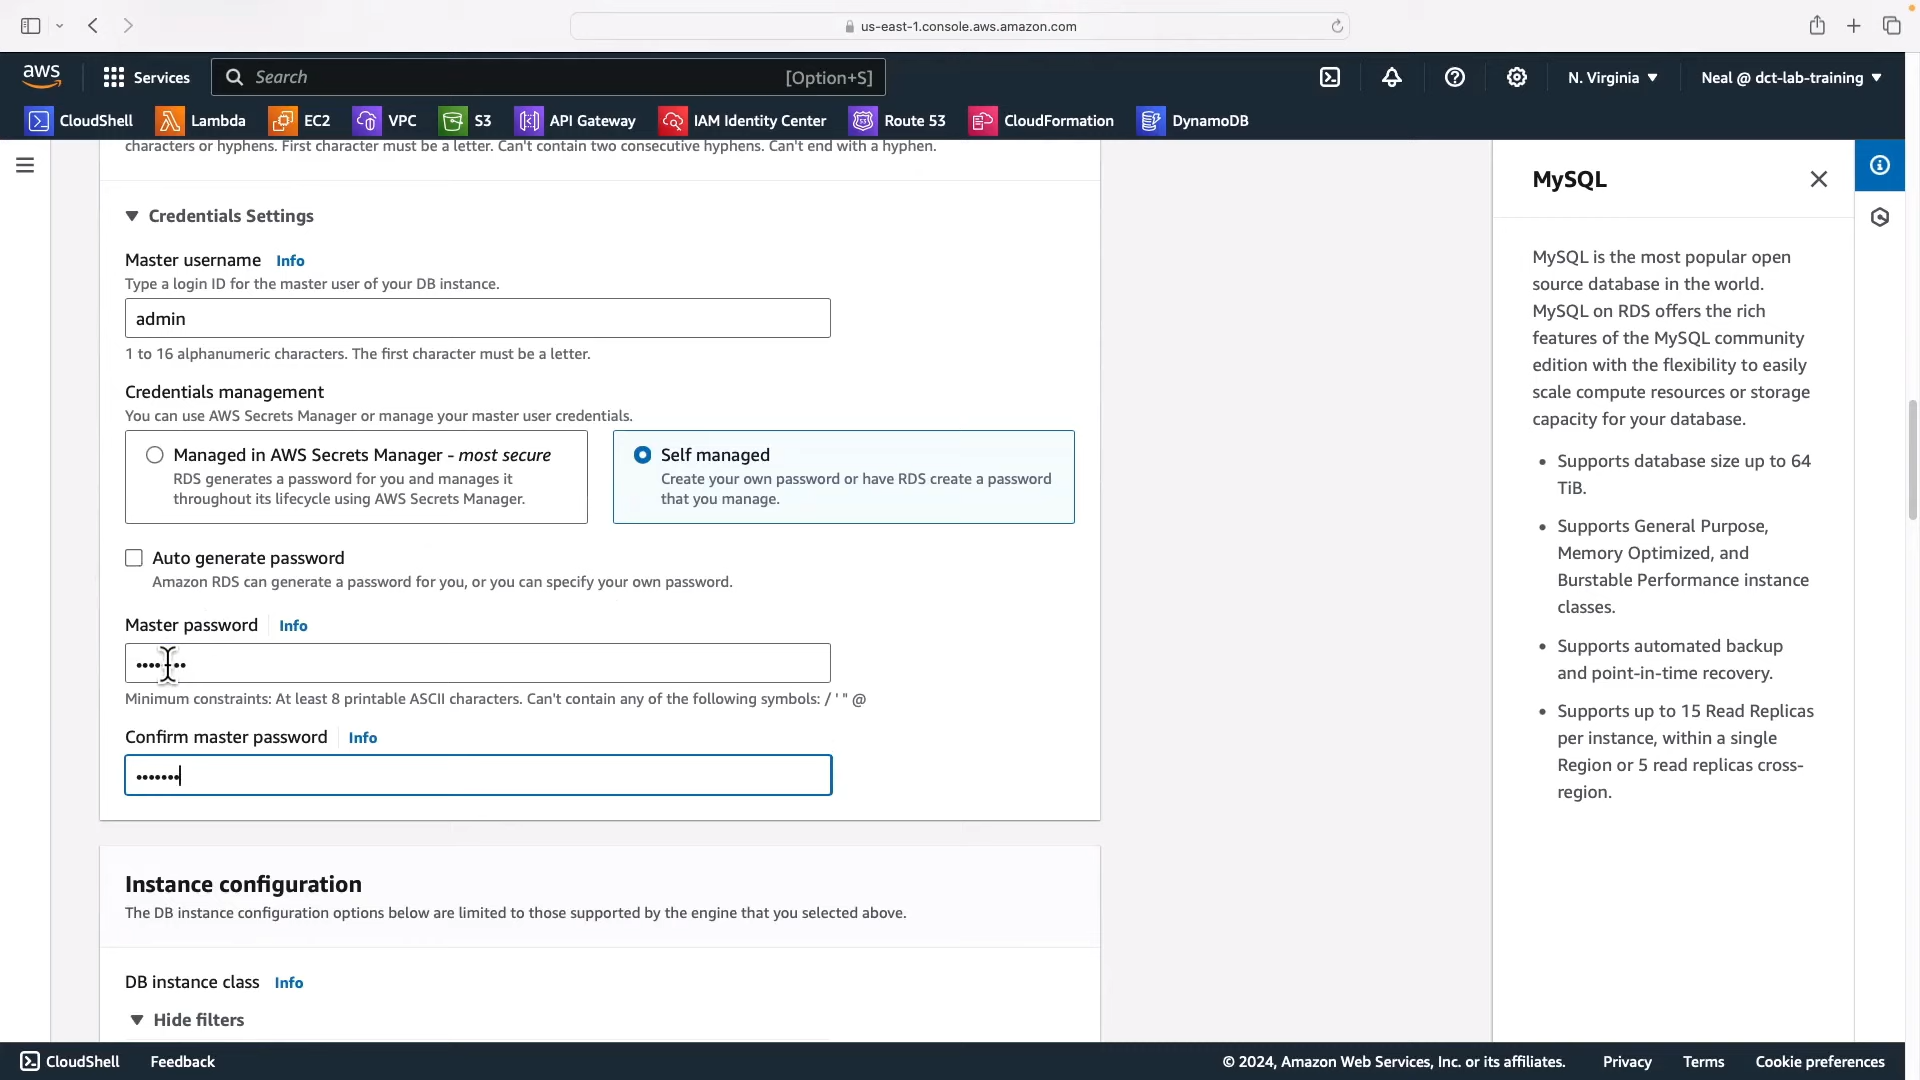 us-east-1.console.aws.amazon.com
aws
Services
Search
[Option+S]
N. Virginia
Neal @ dct-lab-training
CloudShell
Lambda
EC2
VPC
S3
API Gateway
IAM Identity Center
Route 53
CloudFormation
DynamoDB
characters or hyphens. First character must be a letter. Can't contain two consecutive hyphens. Can't end with a hyphen.
Credentials Settings
Master username Info
Type a login ID for the master user of your DB instance.
admin
1 to 16 alphanumeric characters. The first character must be a letter.
Credentials management
You can use AWS Secrets Manager or manage your master user credentials.
Managed in AWS Secrets Manager - most secure
RDS generates a password for you and manages it
throughout its lifecycle using AWS Secrets Manager.
Self managed
Create your own password or have RDS create a password
that you manage.
Auto generate password
Amazon RDS can generate a password for you, or you can specify your own password.
Master password Info
Minimum constraints: At least 8 printable ASCII characters. Can't contain any of the following symbols: / ' " @
Confirm master password Info
Instance configuration
The DB instance configuration options below are limited to those supported by the engine that you selected above.
DB instance class Info
Hide filters
MySQL
MySQL is the most popular open
source database in the world.
MySQL on RDS offers the rich
features of the MySQL community
edition with the flexibility to easily
scale compute resources or storage
capacity for your database.
• Supports database size up to 64
TiB.
• Supports General Purpose,
Memory Optimized, and
Burstable Performance instance
classes.
• Supports automated backup
and point-in-time recovery.
• Supports up to 15 Read Replicas
per instance, within a single
Region or 5 read replicas cross-
region.
CloudShell
Feedback
© 2024, Amazon Web Services, Inc. or its affiliates.
Privacy
Terms
Cookie preferences